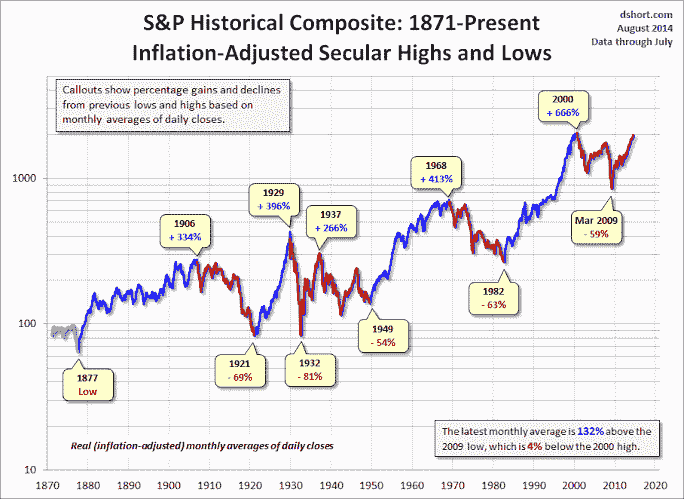 S&P Historical Composite: 1871-Present
Inflation-Adjusted Secular Highs and Lows
dshort.com
August 2014
Data through July
Callouts show percentage gains and declines
from previous lows and highs based on
monthly averages of daily closes.
2000
+ 666%
1000
1968
+ 413%
1929
+ 396%
1937
+ 266%
1906
+ 334%
Mar 2009
- 59%
1982
- 63%
100
1949
- 54%
1921
- 69%
1932
- 81%
1877
Low
Real (inflation-adjusted) monthly averages of daily closes
The latest monthly average is 132% above the
2009 low, which is 4% below the 2000 high.
10
1870 1880 1890 1900 1910 1920 1930 1940 1950 1960 1970 1980 1990 2000 2010 2020